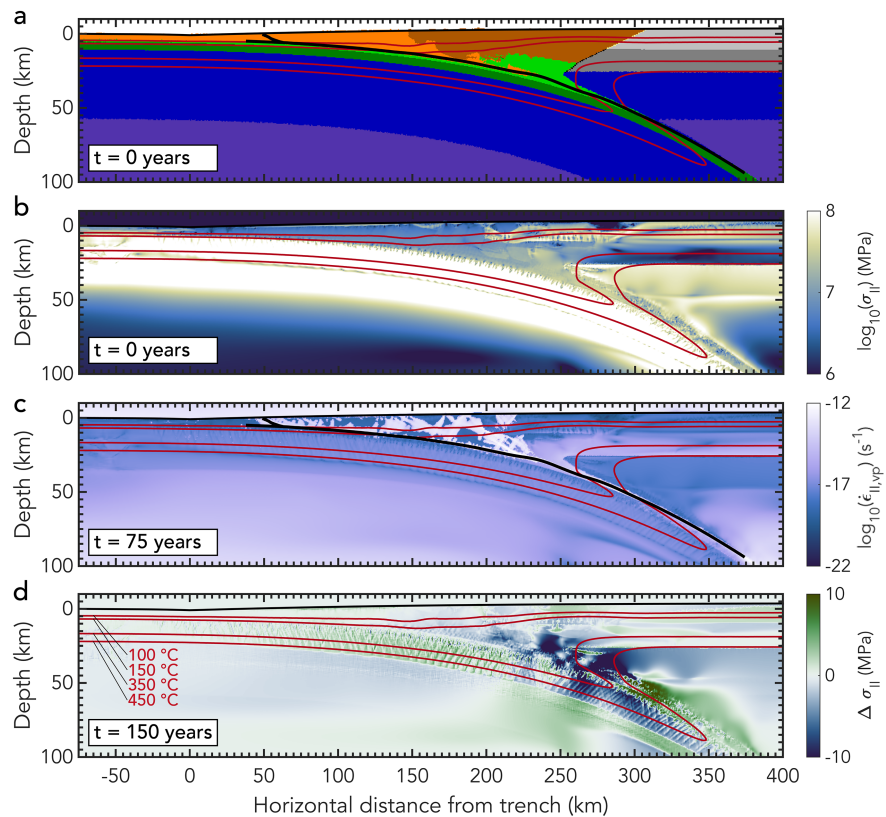 a
0
50
100
Depth (km)
t = 0 years
b
0
50
100
Depth (km)
t = 0 years
8
7
6
log₁₀(σ_II) (MPa)
c
0
50
100
Depth (km)
t = 75 years
-12
-17
-22
log₁₀(ε̇_II,vp) (s⁻¹)
d
0
50
100
Depth (km)
100 °C
150 °C
350 °C
450 °C
t = 150 years
10
0
-10
Δ σ_II (MPa)
-50 0 50 100 150 200 250 300 350 400
Horizontal distance from trench (km)